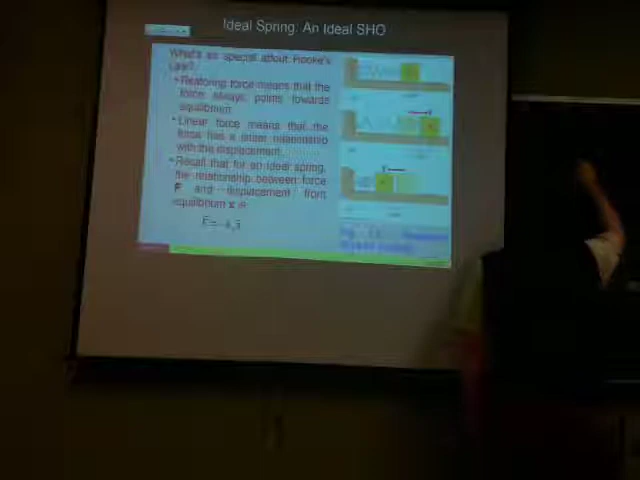 Ideal Spring: An Ideal SHO
What's so special about Hooke's
Law?
• Restoring force means that the
force always points towards
equilibrium.
• Linear force means that the
force has a linear relationship
with the displacement.
• Recall that for an ideal spring,
the relationship between force
F and displacement from
equilibrium x is
F = -k x